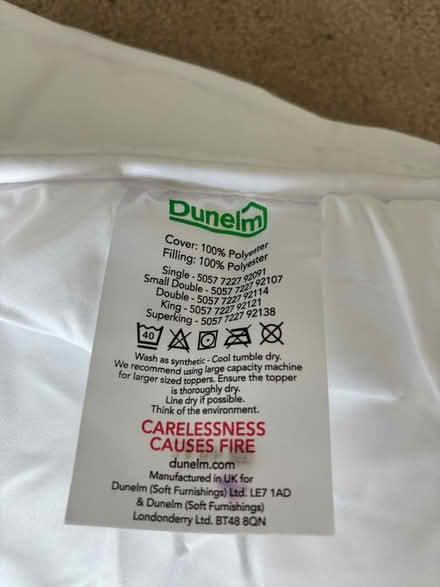 Dunelm
Cover: 100% Polyester
Filling: 100% Polyester
Single - 5057 7227 92091
Small Double - 5057 7227 92107
Double - 5057 7227 92114
King - 5057 7227 92121
Superking - 5057 7227 92138
40
Wash as synthetic - Cool tumble dry.
We recommend using large capacity machine
for larger sized toppers. Ensure the topper
is thoroughly dry.
Line dry if possible.
Think of the environment.
CARELESSNESS
CAUSES FIRE
dunelm.com
Manufactured in UK for
Dunelm (Soft Furnishings) Ltd. LE7 1AD
& Dunelm (Soft Furnishings)
Londonderry Ltd. BT48 8QN